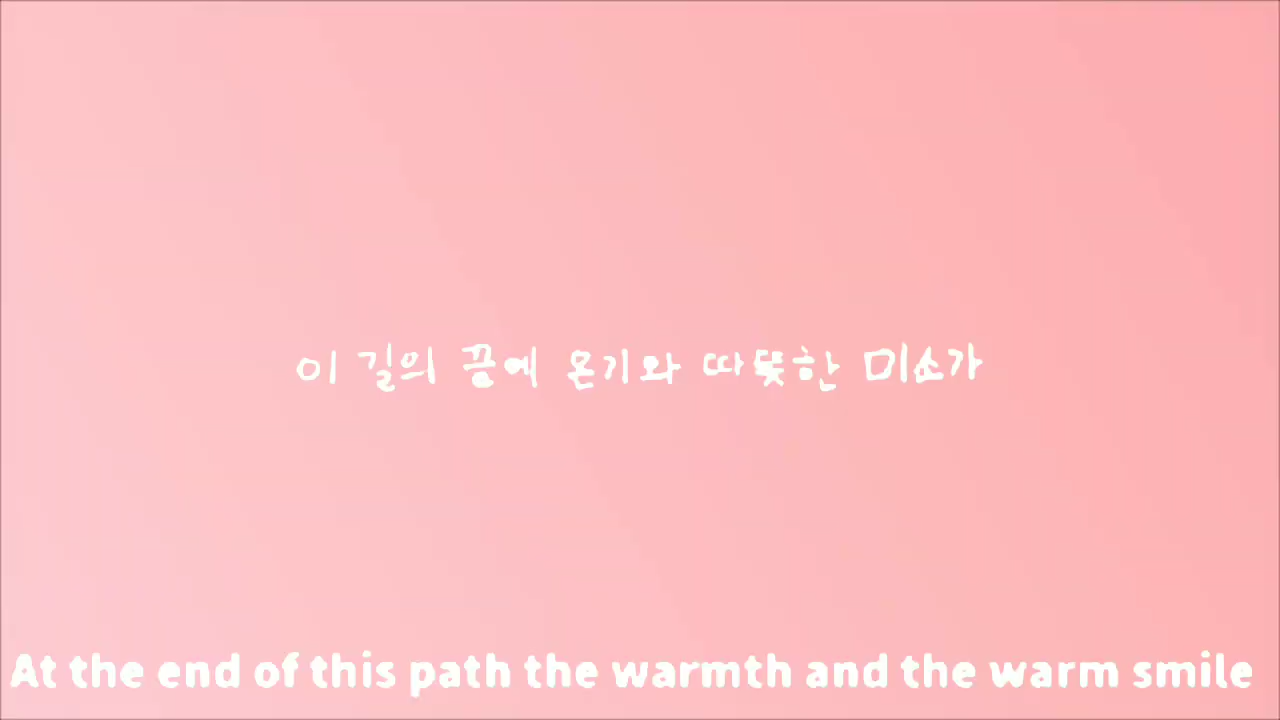 이 길의 끝에 온기와 따뜻한 미소가
At the end of this path the warmth and the warm smile